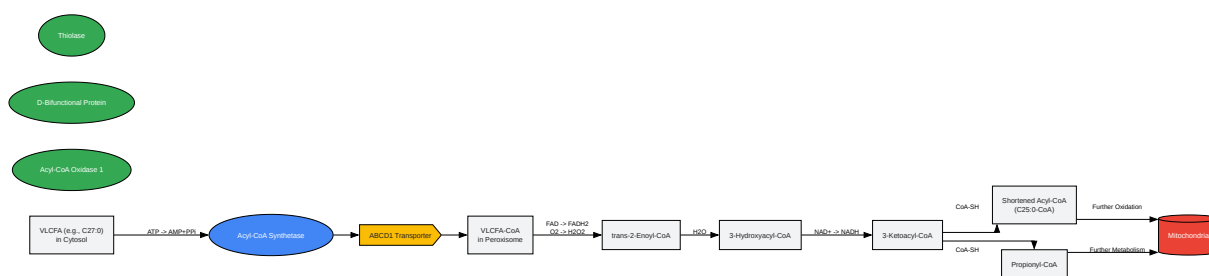 Thiolase
D-Bifunctional Protein
Acyl-CoA Oxidase 1
VLCFA (e.g., C27:0)
in Cytosol
ATP -> AMP+PPi
Acyl-CoA Synthetase
ABCD1 Transporter
VLCFA-CoA
in Peroxisome
FAD -> FADH2
O2 -> H2O2
trans-2-Enoyl-CoA
H2O
3-Hydroxyacyl-CoA
NAD+ -> NADH
3-Ketoacyl-CoA
CoA-SH
Shortened Acyl-CoA
(C25:0-CoA)
Further Oxidation
CoA-SH
Propionyl-CoA
Further Metabolism
Mitochondria